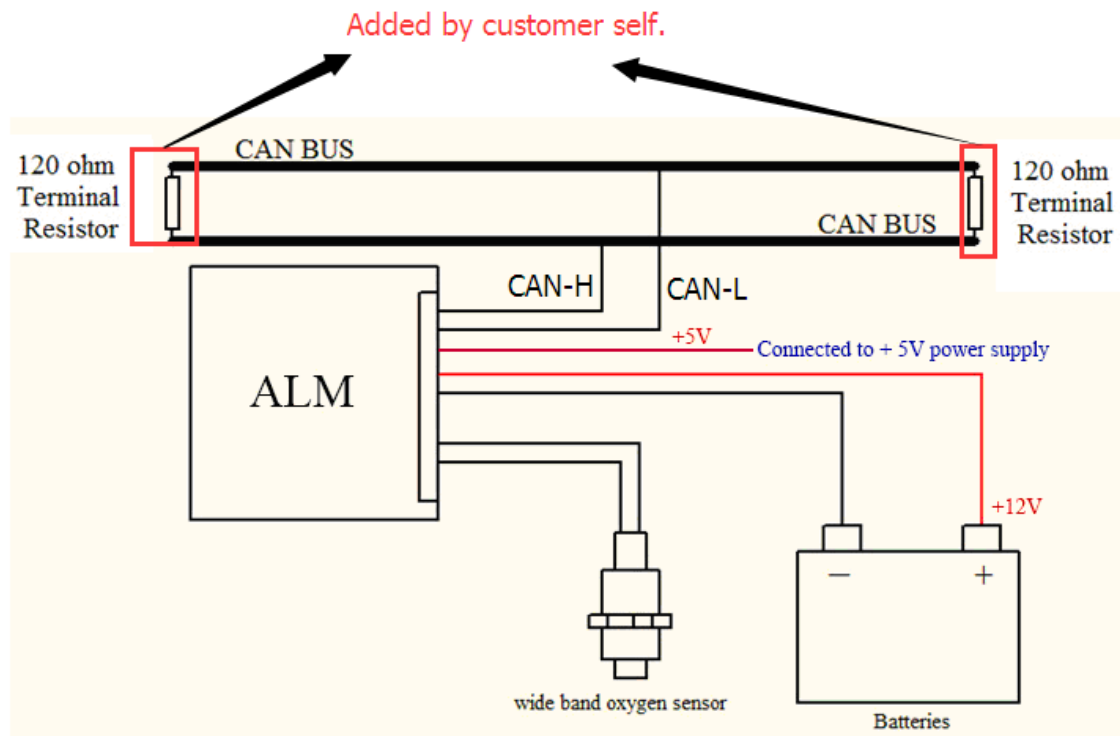 Added by customer self.
CAN BUS
120 ohm
Terminal
Resistor
120 ohm
Terminal
Resistor
CAN BUS
CAN-H
CAN-L
+5V
Connected to + 5V power supply
ALM
+12V
—
+
wide band oxygen sensor
Batteries